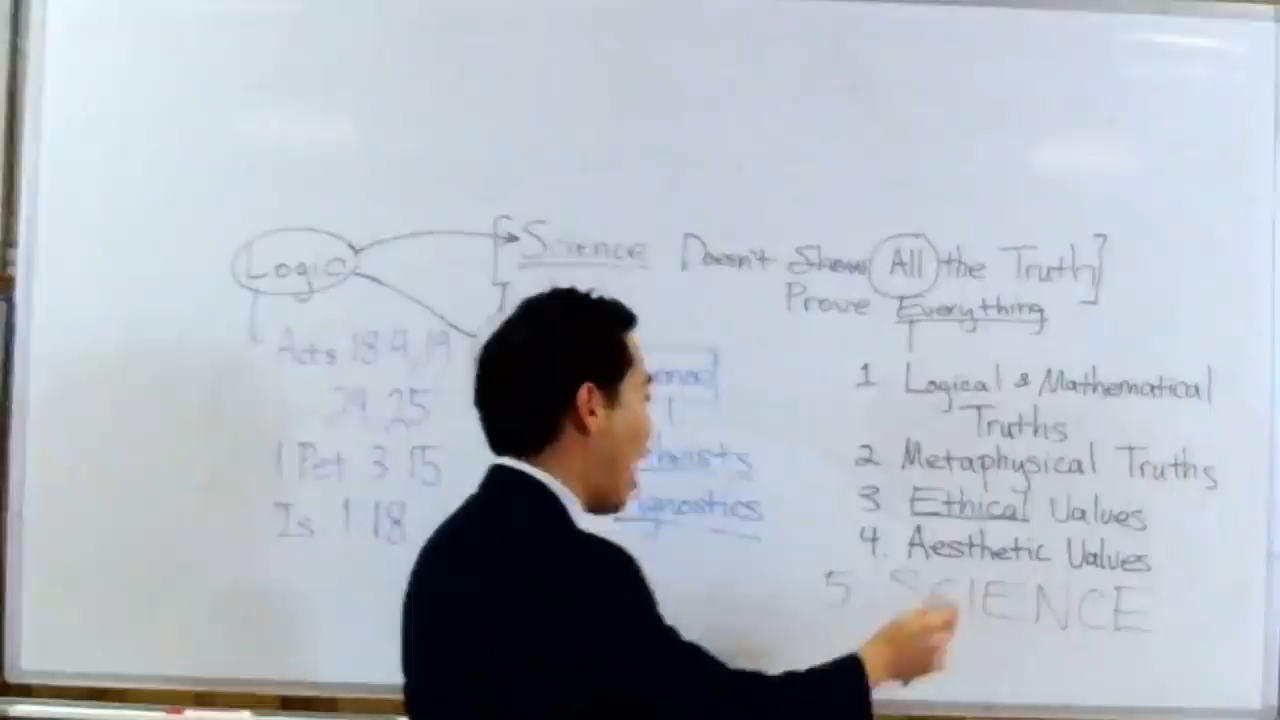 Logic
Science Doesn't Show All the Truth]
Prove Everything
Acts 18:4, 19
24, 25
1 Pet 3:15
Is 1:18
Agnostics
1 Logical & Mathematical
Truths
2 Metaphysical Truths
3 Ethical Values
4. Aesthetic Values
5 SCIENCE